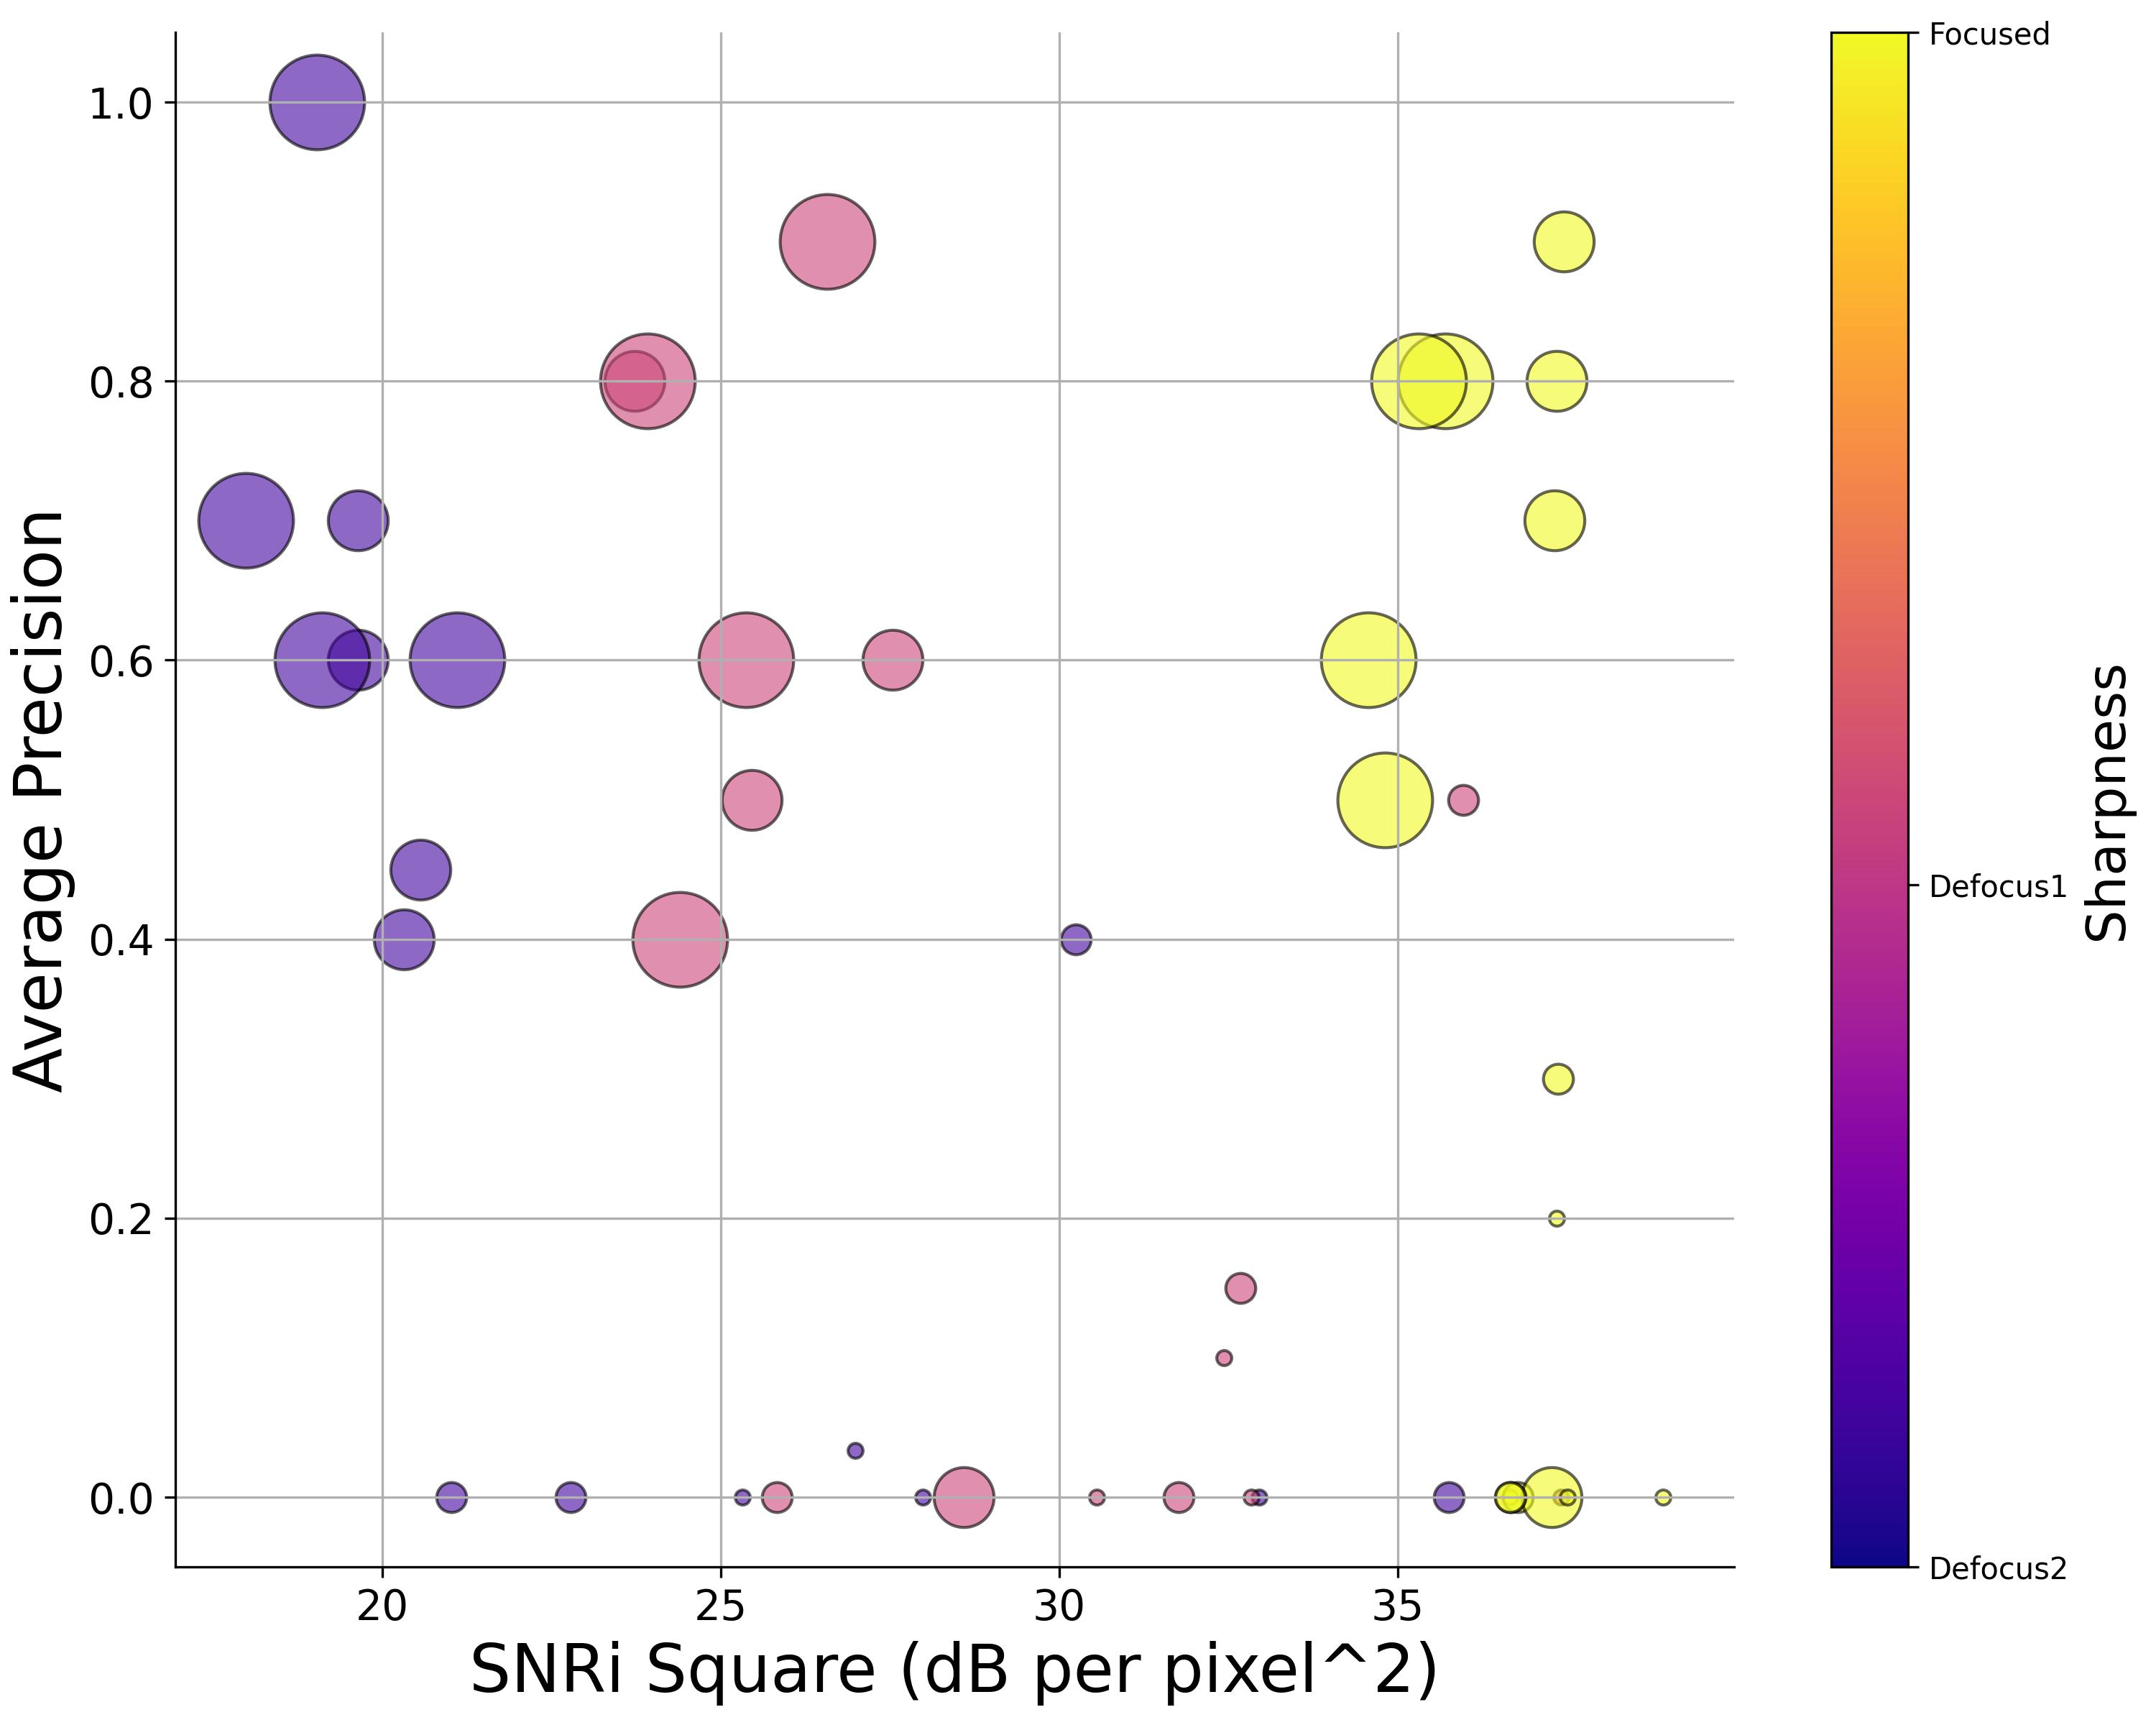 Average Precision
1.0
0.8
0.6
0.4
0.2
0.0
20
25
30
35
SNRi Square (dB per pixel^2)
Focused
Defocus1
Defocus2
Sharpness